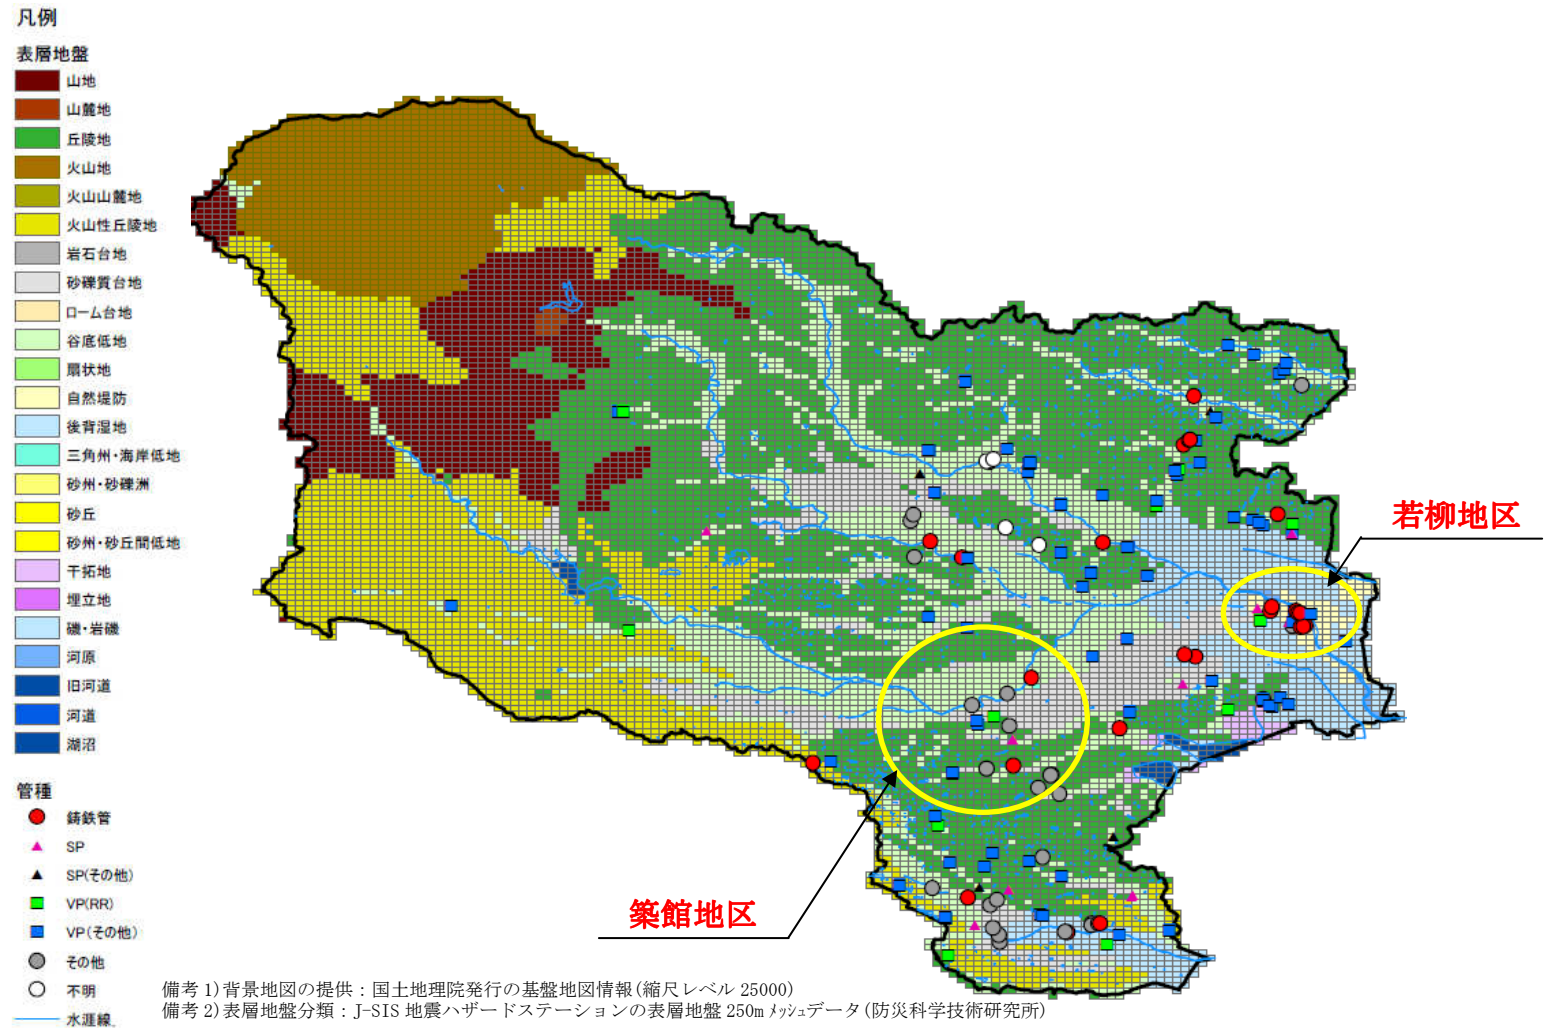 凡例
表層地盤
山地
山麓地
丘陵地
火山地
火山山麓地
火山性丘陵地
岩石台地
砂礫質台地
ローム台地
谷底低地
扇状地
自然堤防
後背湿地
三角州・海岸低地
砂州・砂礫洲
砂丘
砂州・砂丘間低地
干拓地
埋立地
磯・岩礁
河原
旧河道
河道
湖沼
管種
鋳鉄管
SP
SP(その他)
VP(RR)
VP(その他)
その他
不明
水涯線
若柳地区
築館地区
備考 1)背景地図の提供：国土地理院発行の基盤地図情報(縮尺レベル 25000)
備考 2)表層地盤分類：J-SIS 地震ハザードステーションの表層地盤 250m メッシュデータ(防災科学技術研究所)